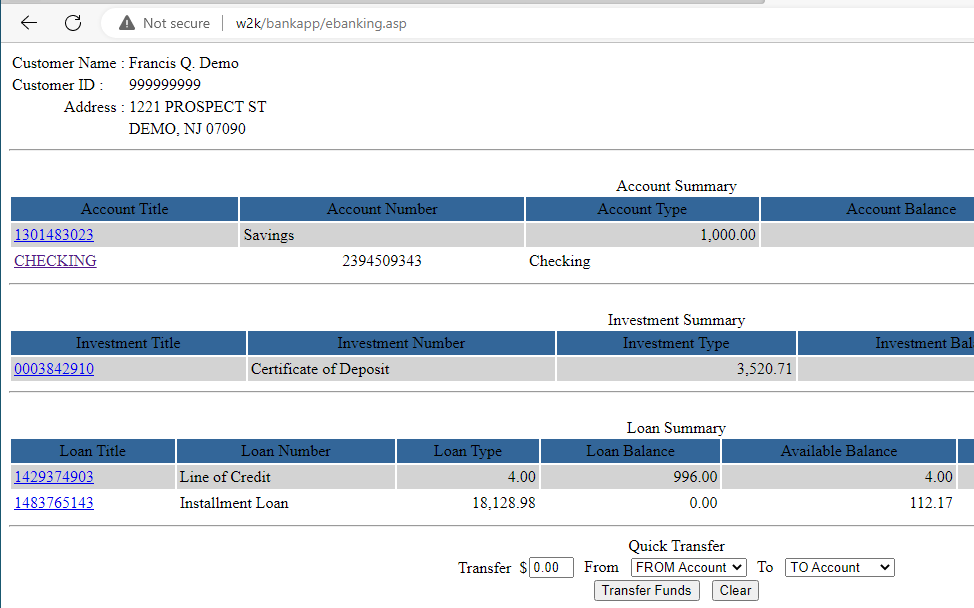 Not secure w2k/bankapp/ebanking.asp
Customer Name : Francis Q. Demo
Customer ID : 999999999
Address : 1221 PROSPECT ST
DEMO, NJ 07090
Account Summary
Account Title Account Number Account Type Account Balance
1301483023 Savings 1,000.00
CHECKING 2394509343 Checking
Investment Summary
Investment Title Investment Number Investment Type Investment Bal
0003842910 Certificate of Deposit 3,520.71
Loan Summary
Loan Title Loan Number Loan Type Loan Balance Available Balance
1429374903 Line of Credit 4.00 996.00 4.00
1483765143 Installment Loan 18,128.98 0.00 112.17
Quick Transfer
Transfer $ 0.00 From FROM Account To TO Account
Transfer Funds Clear